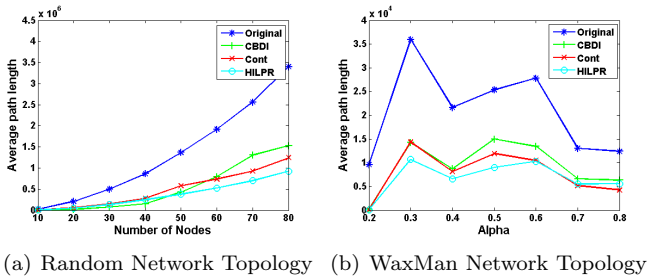 x 10^6
4.5
4
3.5
3
2.5
2
1.5
1
0.5
0
10 20 30 40 50 60 70 80
Average path length
Number of Nodes
Original
CBDI
Cont
HILPR
x 10^4
4
3.5
3
2.5
2
1.5
1
0.5
0
0.2 0.3 0.4 0.5 0.6 0.7 0.8
Average path length
Alpha
Original
CBDI
Cont
HILPR
(a) Random Network Topology (b) WaxMan Network Topology